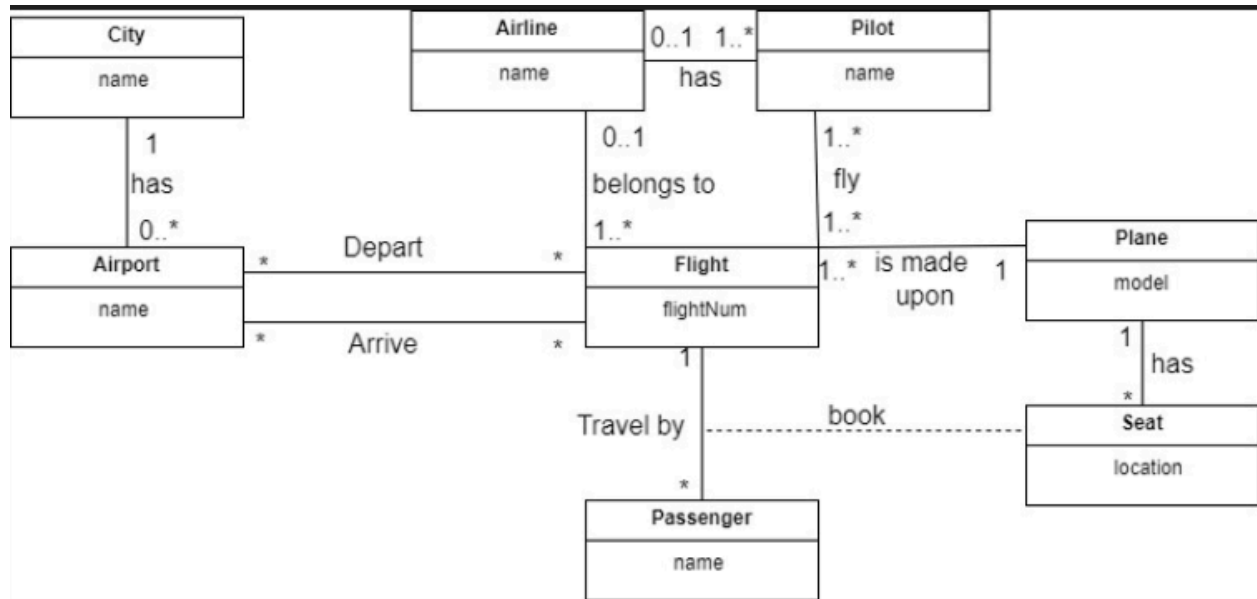 City
name
1
has
0..*
Airport
name
Airline
name
0..1 1..*
has
Pilot
name
0..1
belongs to
1..*
1..*
fly
1..*
* Depart *
* Arrive *
Flight
flightNum
1..* is made 1
upon
Plane
model
1
has
*
Seat
location
1
Travel by
book
*
Passenger
name